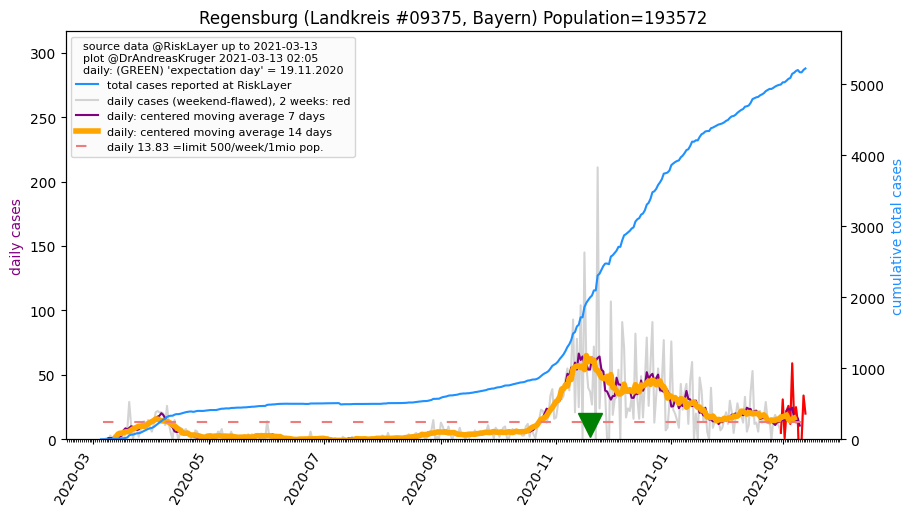 Regensburg (Landkreis #09375, Bayern) Population=193572
source data @RiskLayer up to 2021-03-13
plot @DrAndreasKruger 2021-03-13 02:05
daily: (GREEN) 'expectation day' = 19.11.2020
total cases reported at RiskLayer
daily cases (weekend-flawed), 2 weeks: red
daily: centered moving average 7 days
daily: centered moving average 14 days
daily 13.83 =limit 500/week/1mio pop.
daily cases
300
250
200
150
100
50
0
5000
4000
3000
2000
1000
0
cumulative total cases
2020-03
2020-05
2020-07
2020-09
2020-11
2021-01
2021-03